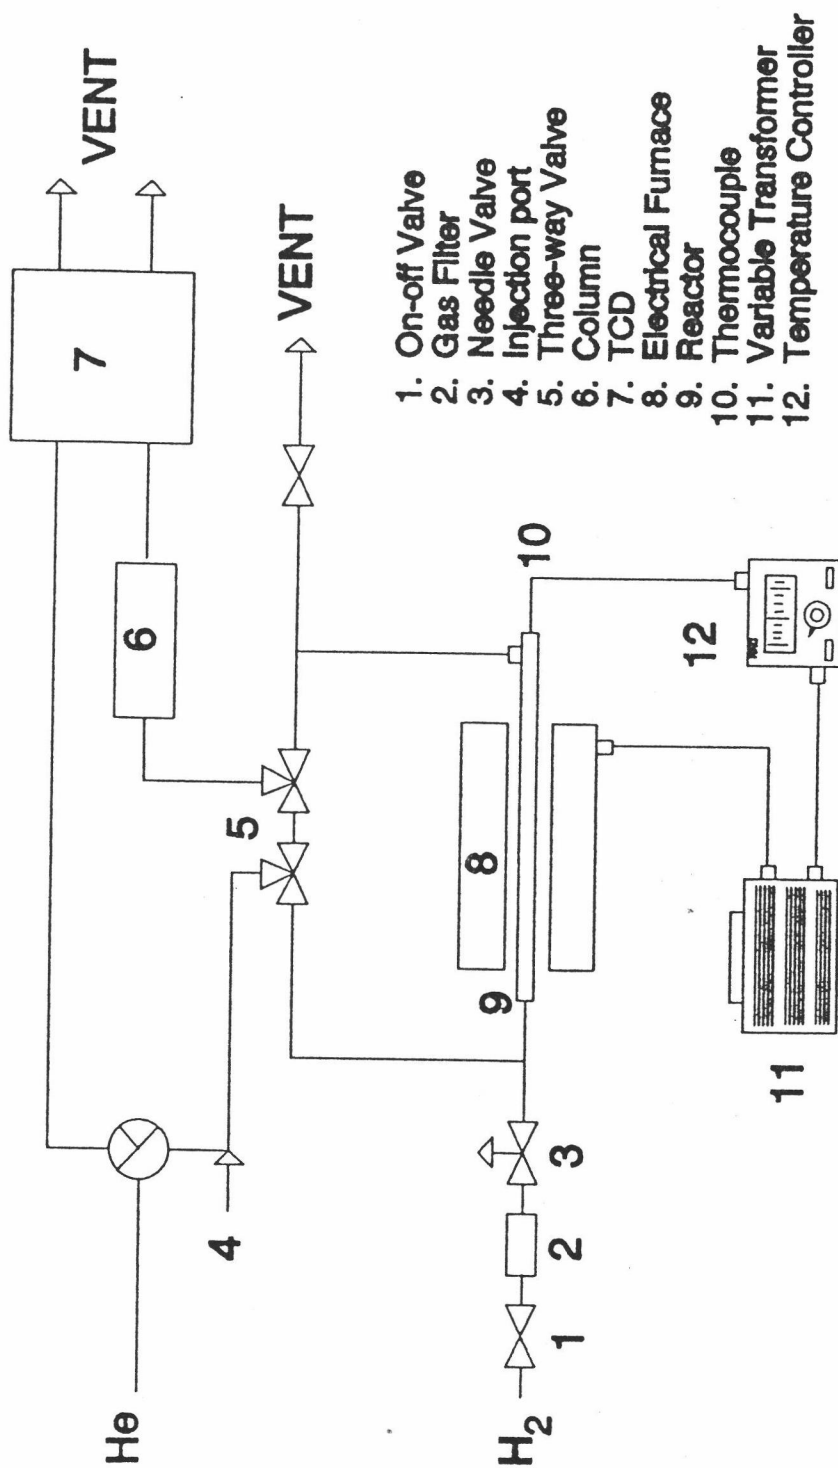 He
H2
4
1
2
3
9
8
10
5
6
7
VENT
VENT
11
12
1. On-off Valve
2. Gas Filter
3. Needle Valve
4. Injection port
5. Three-way Valve
6. Column
7. TCD
8. Electrical Furnace
9. Reactor
10. Thermocouple
11. Variable Transformer
12. Temperature Controller